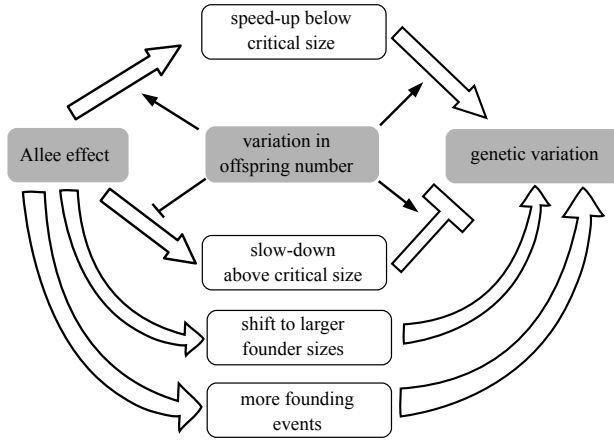 speed-up below
critical size
Allee effect
variation in
offspring number
genetic variation
slow-down
above critical size
shift to larger
founder sizes
more founding
events